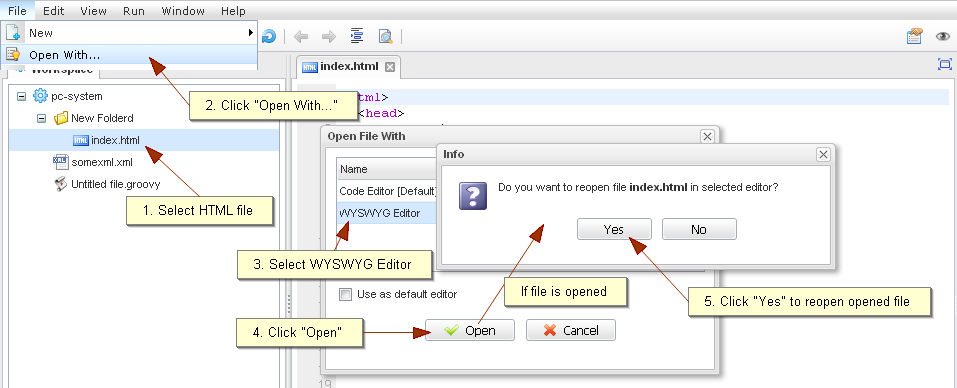 File Edit View Run Window Help
New
Open With...
Workspace
index.html
pc-system
New Folderd
index.html
somexml.xml
Untitled file.groovy
<head>
2. Click "Open With..."
1. Select HTML file
Open File With
Name
Code Editor [Default]
WYSWYG Editor
Info
Do you want to reopen file index.html in selected editor?
Yes No
3. Select WYSWYG Editor
Use as default editor
If file is opened
5. Click "Yes" to reopen opened file
4. Click "Open"
Open Cancel
19